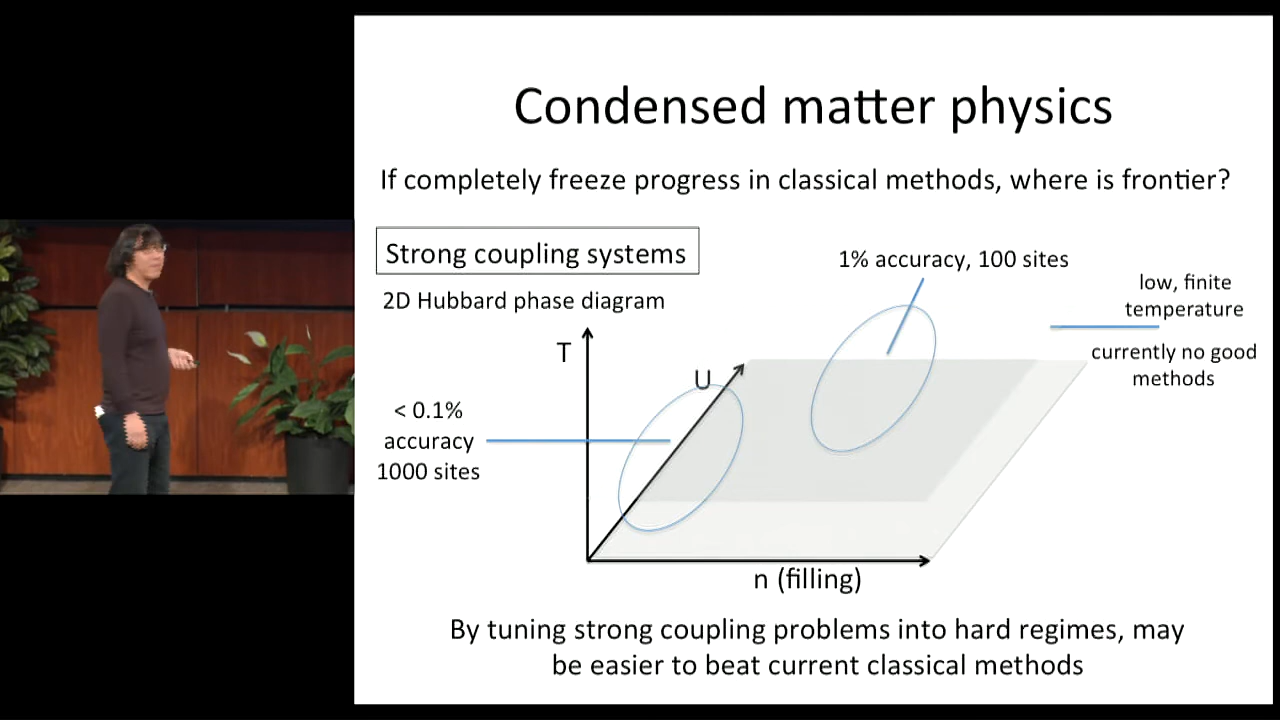 Condensed matter physics
If completely freeze progress in classical methods, where is frontier?
Strong coupling systems
2D Hubbard phase diagram
1% accuracy, 100 sites
low, finite
temperature
currently no good
methods
T
U
< 0.1%
accuracy
1000 sites
n (filling)
By tuning strong coupling problems into hard regimes, may
be easier to beat current classical methods